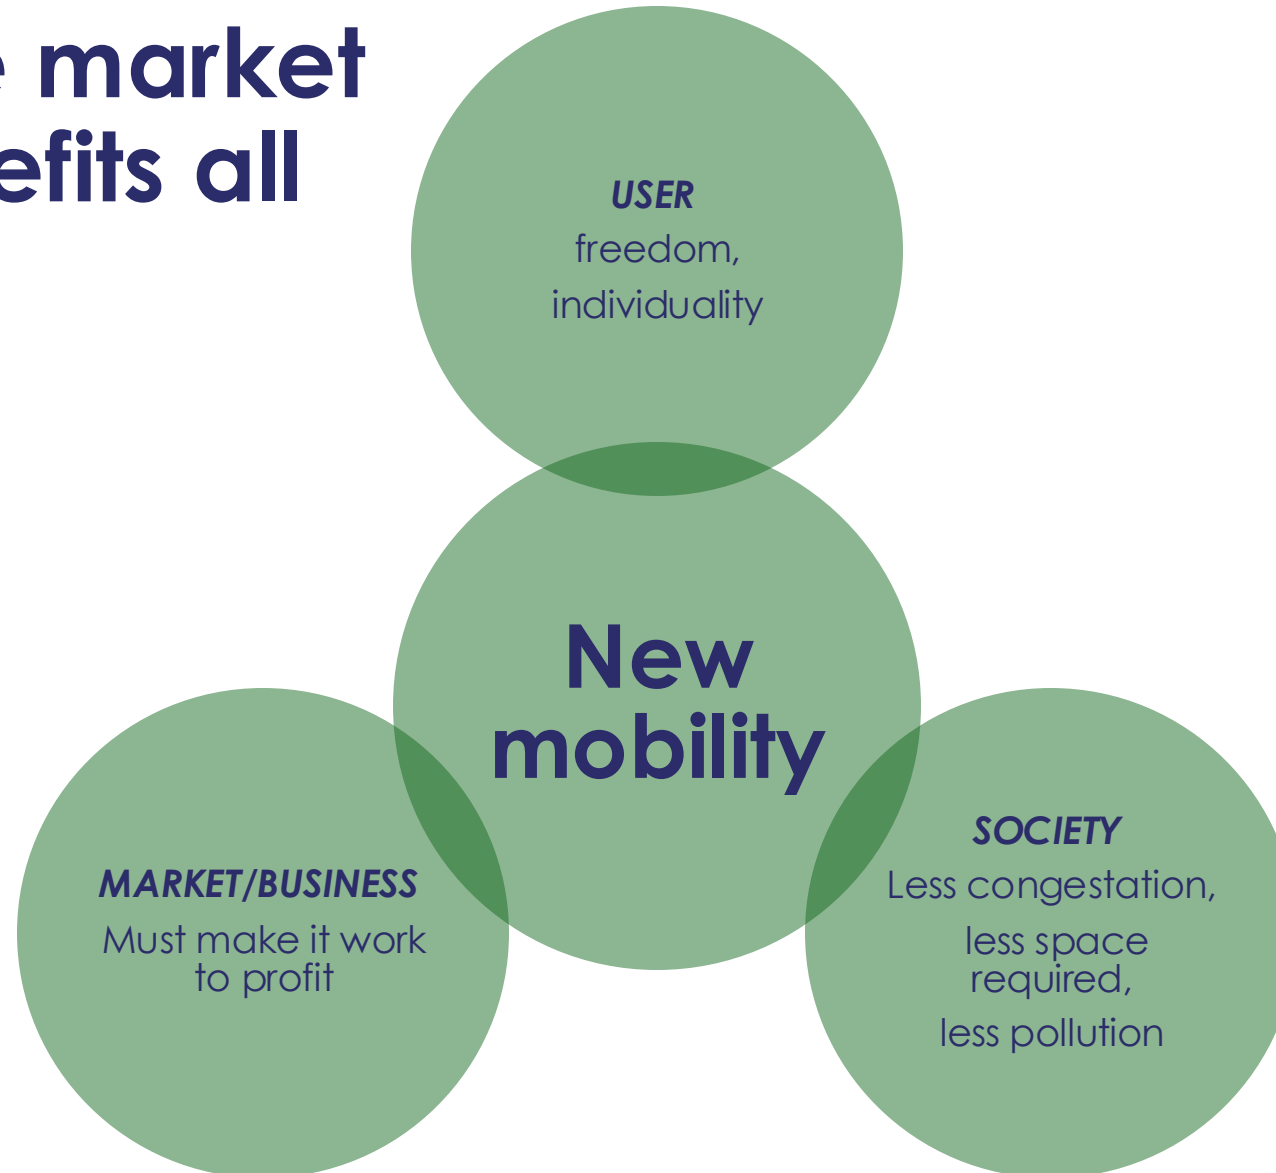 market
efits all
USER
freedom,
individuality
New
mobility
MARKET/BUSINESS
Must make it work
to profit
SOCIETY
Less congestation,
less space
required,
less pollution